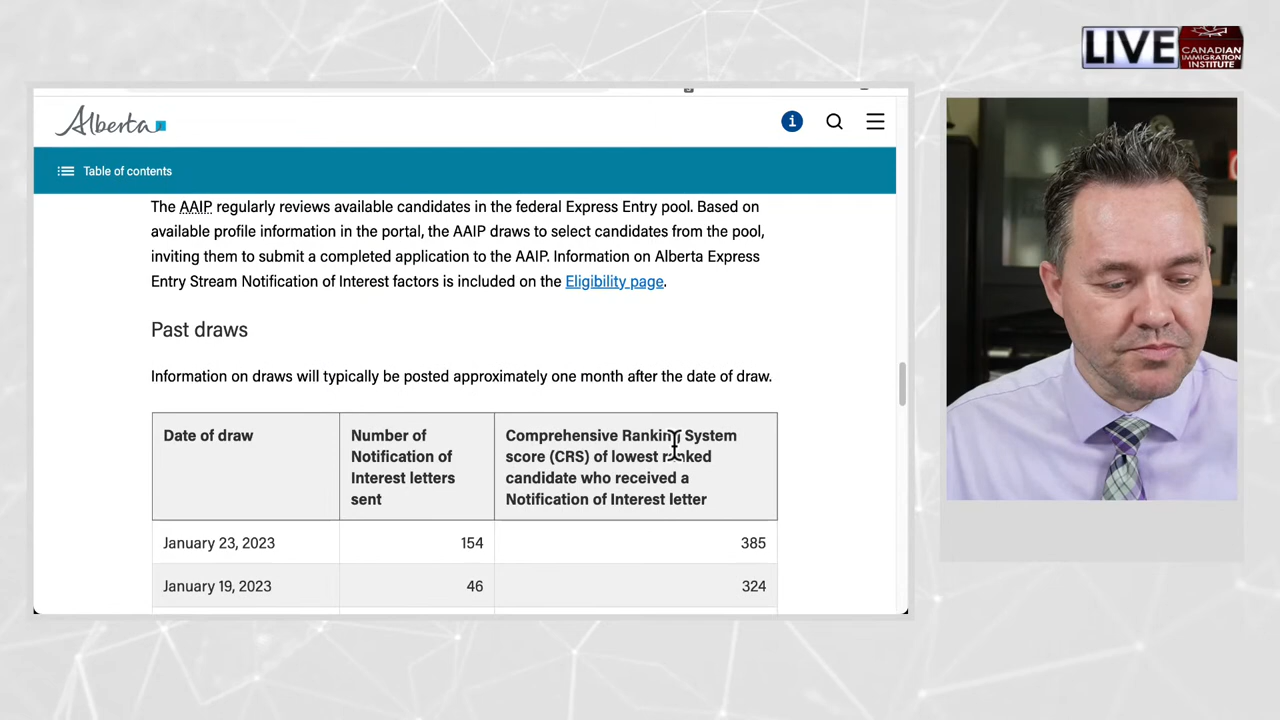 LIVE
CANADIAN
IMMIGRATION
INSTITUTE
Alberta
Table of contents
The AAIP regularly reviews available candidates in the federal Express Entry pool. Based on
available profile information in the portal, the AAIP draws to select candidates from the pool,
inviting them to submit a completed application to the AAIP. Information on Alberta Express
Entry Stream Notification of Interest factors is included on the Eligibility page.
Past draws
Information on draws will typically be posted approximately one month after the date of draw.
Date of draw
Number of
Notification of
Interest letters
sent
Comprehensive Ranking System
score (CRS) of lowest ranked
candidate who received a
Notification of Interest letter
January 23, 2023 154 385
January 19, 2023 46 324